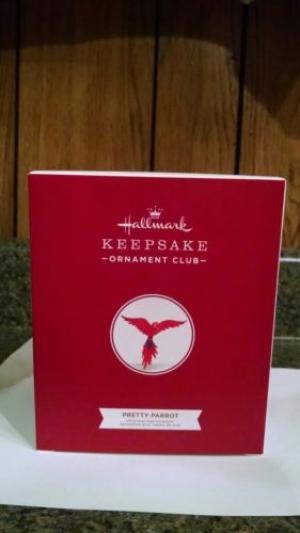 Hallmark
KEEPSAKE
–ORNAMENT CLUB–
PRETTY PARROT